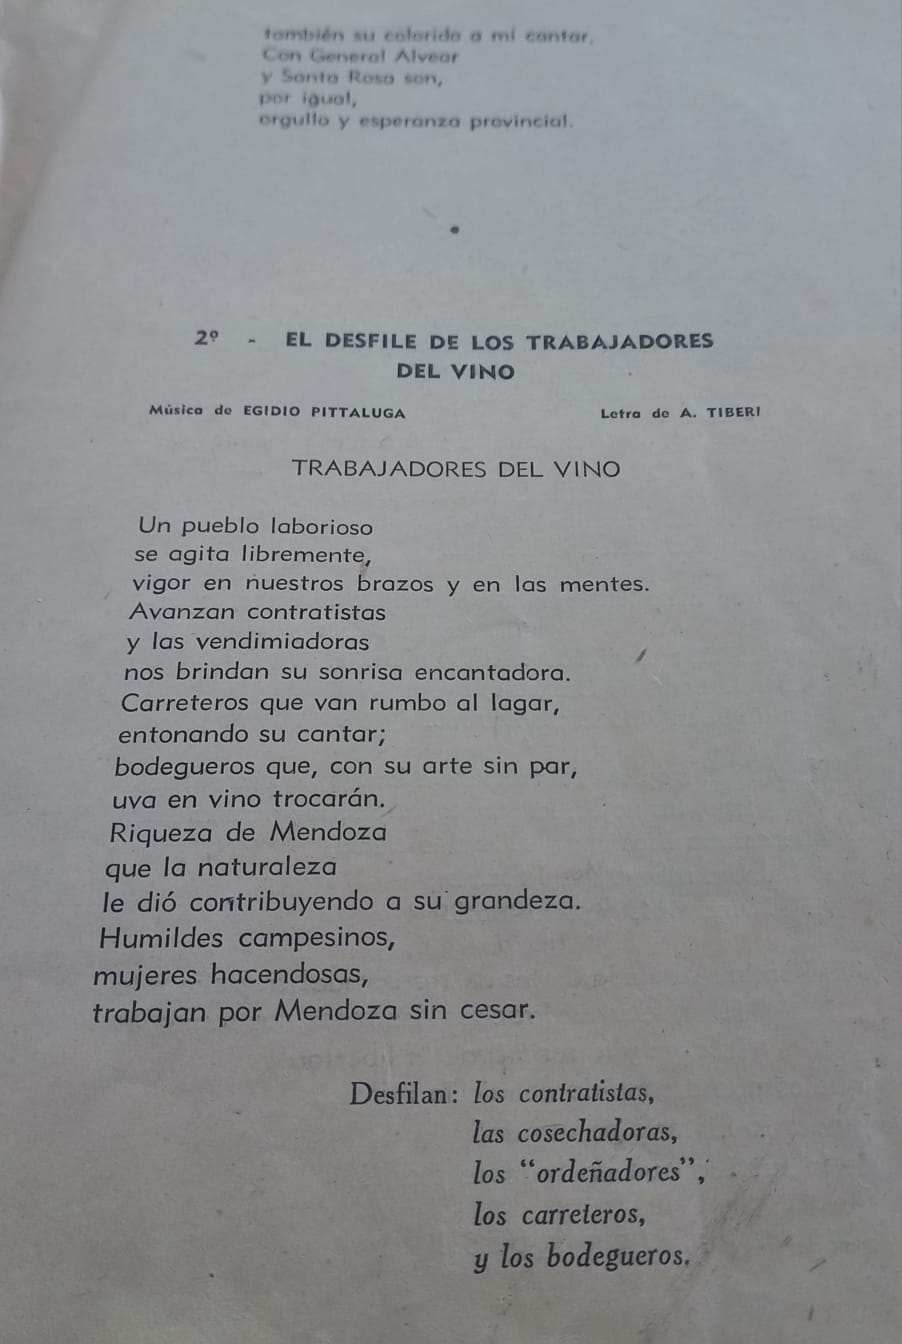 también su colorido a mi cantar.
Con General Alvear
y Santa Rosa son,
por igual,
orgullo y esperanza provincial.
2º - EL DESFILE DE LOS TRABAJADORES
DEL VINO
Música de EGIDIO PITTALUGA Letra de A. TIBERI
TRABAJADORES DEL VINO
Un pueblo laborioso
se agita libremente,
vigor en nuestros brazos y en las mentes.
Avanzan contratistas
y las vendimiadoras
nos brindan su sonrisa encantadora.
Carreteros que van rumbo al lagar,
entonando su cantar;
bodegueros que, con su arte sin par,
uva en vino trocarán.
Riqueza de Mendoza
que la naturaleza
le dió contribuyendo a su grandeza.
Humildes campesinos,
mujeres hacendosas,
trabajan por Mendoza sin cesar.
Desfilan: los contratistas,
las cosechadoras,
los “ordeñadores”,
los carreteros,
y los bodegueros.